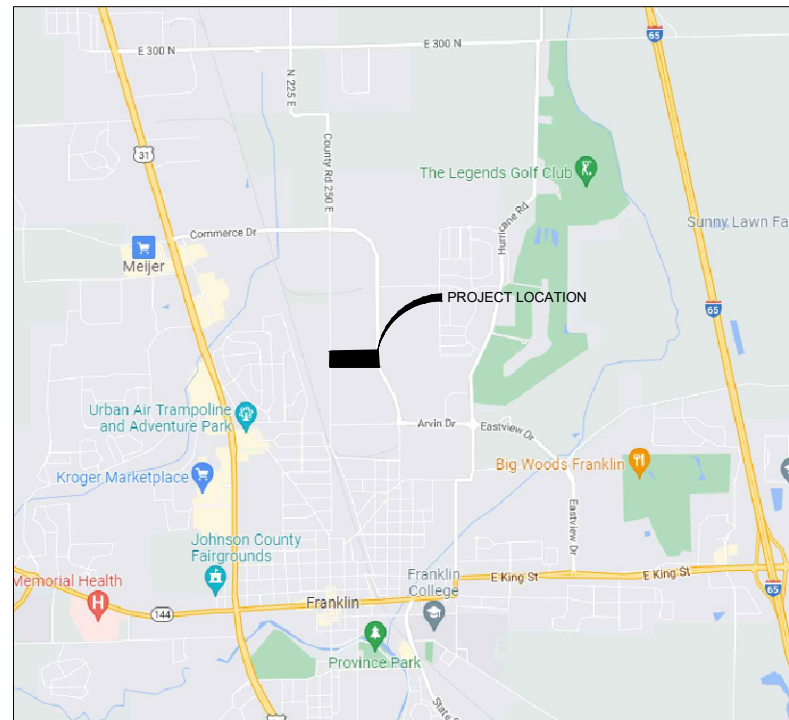 E 300 N
E 300 N
65
N 225 E
31
County Rd 250 E
The Legends Golf Club
Hurricane Rd
Sunny Lawn Fa
Commerce Dr
Meijer
PROJECT LOCATION
65
Urban Air Trampoline
and Adventure Park
Arvin Dr
Eastview Dr
Big Woods Franklin
Kroger Marketplace
Eastview Dr
Johnson County
Fairgrounds
Franklin
College
E King St
E King St
Memorial Health
H
65
144
Franklin
Province Park
State S